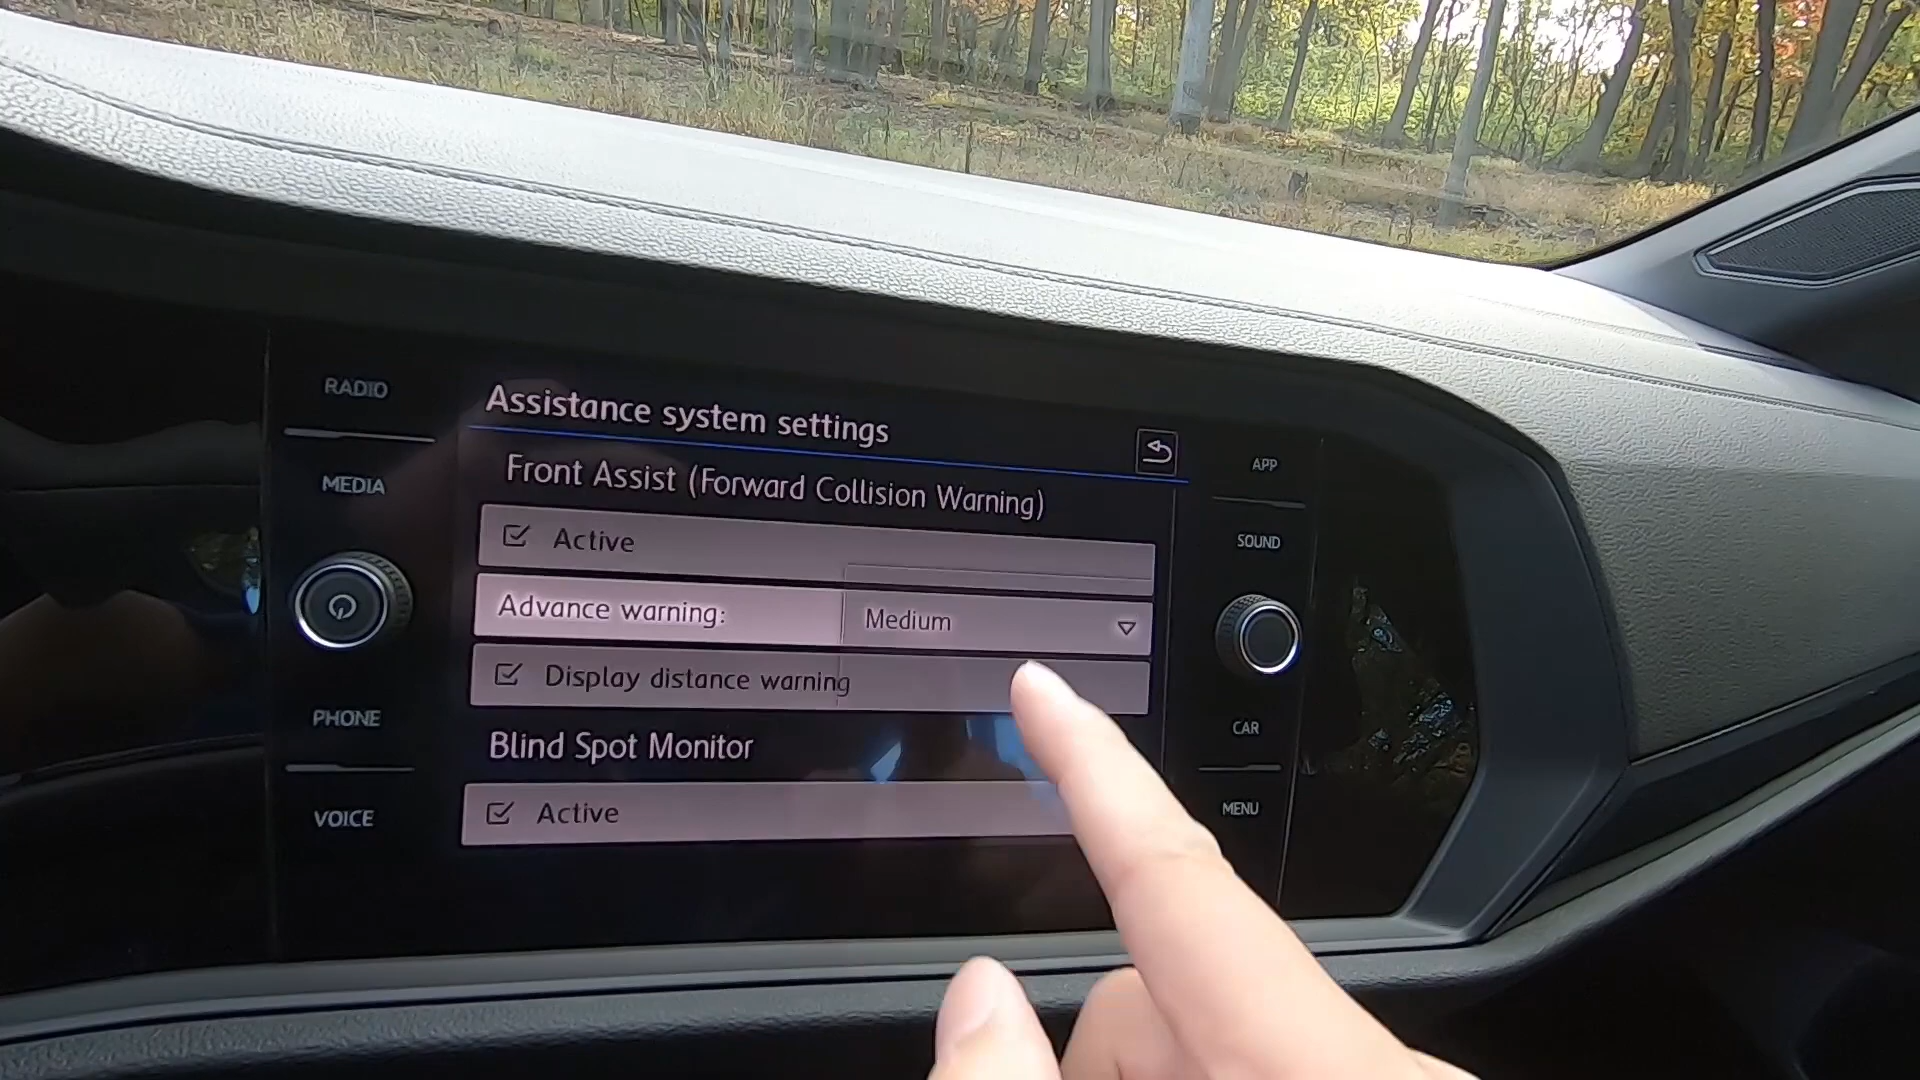 RADIO
MEDIA
PHONE
VOICE
Assistance system settings
Front Assist (Forward Collision Warning)
Active
Advance warning: Medium
Display distance warning
Blind Spot Monitor
Active
APP
SOUND
CAR
MENU